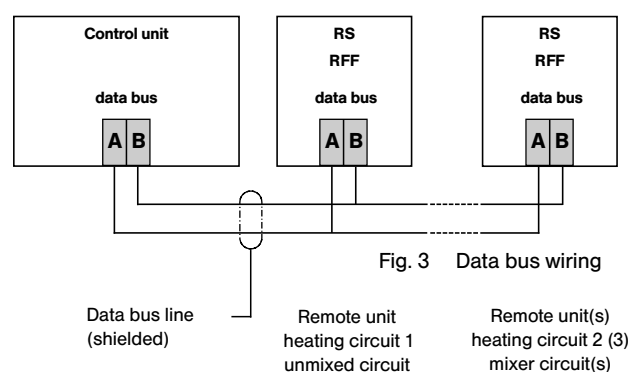 Control unit
data bus
A B
RS
RFF
data bus
A B
RS
RFF
data bus
A B
Fig. 3 Data bus wiring
Data bus line
(shielded)
Remote unit
heating circuit 1
unmixed circuit
Remote unit(s)
heating circuit 2 (3)
mixer circuit(s)